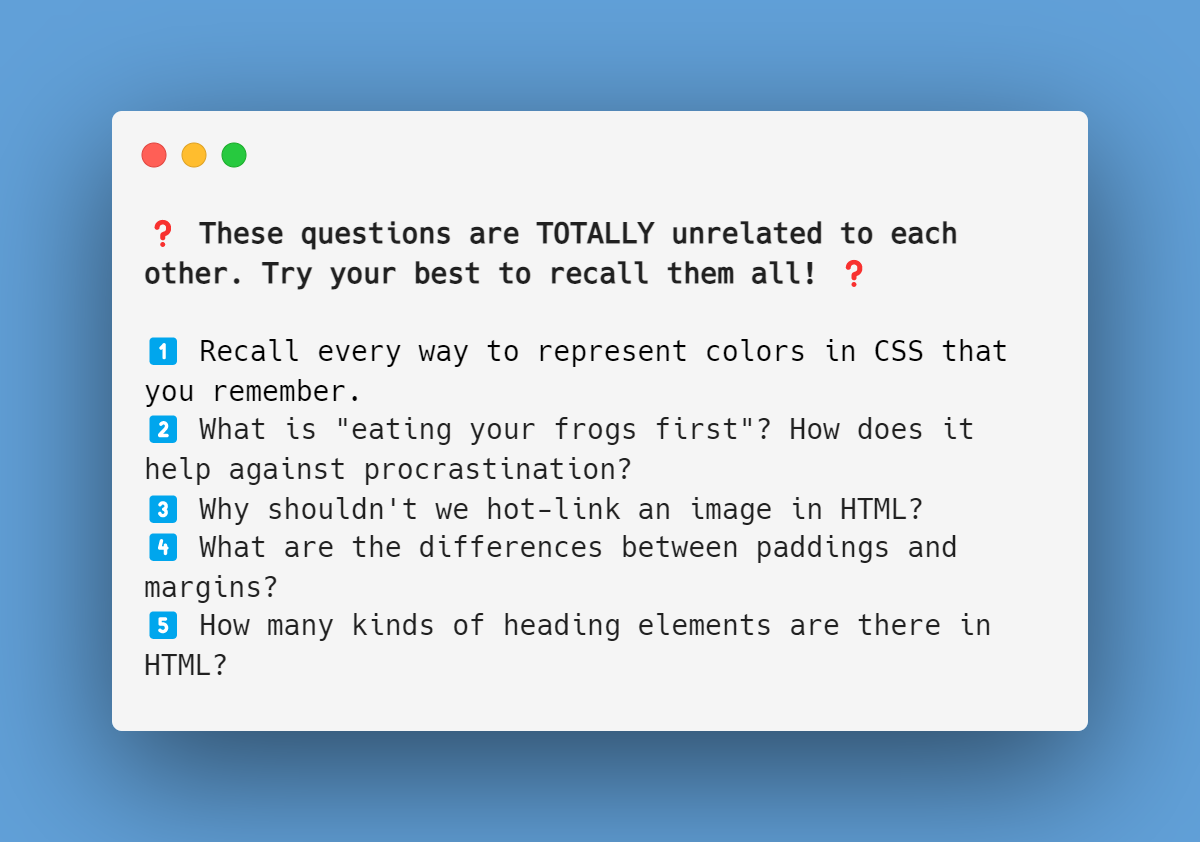 ❓ These questions are TOTALLY unrelated to each
other. Try your best to recall them all! ❓
1️⃣ Recall every way to represent colors in CSS that
you remember.
2️⃣ What is "eating your frogs first"? How does it
help against procrastination?
3️⃣ Why shouldn't we hot-link an image in HTML?
4️⃣ What are the differences between paddings and
margins?
5️⃣ How many kinds of heading elements are there in
HTML?